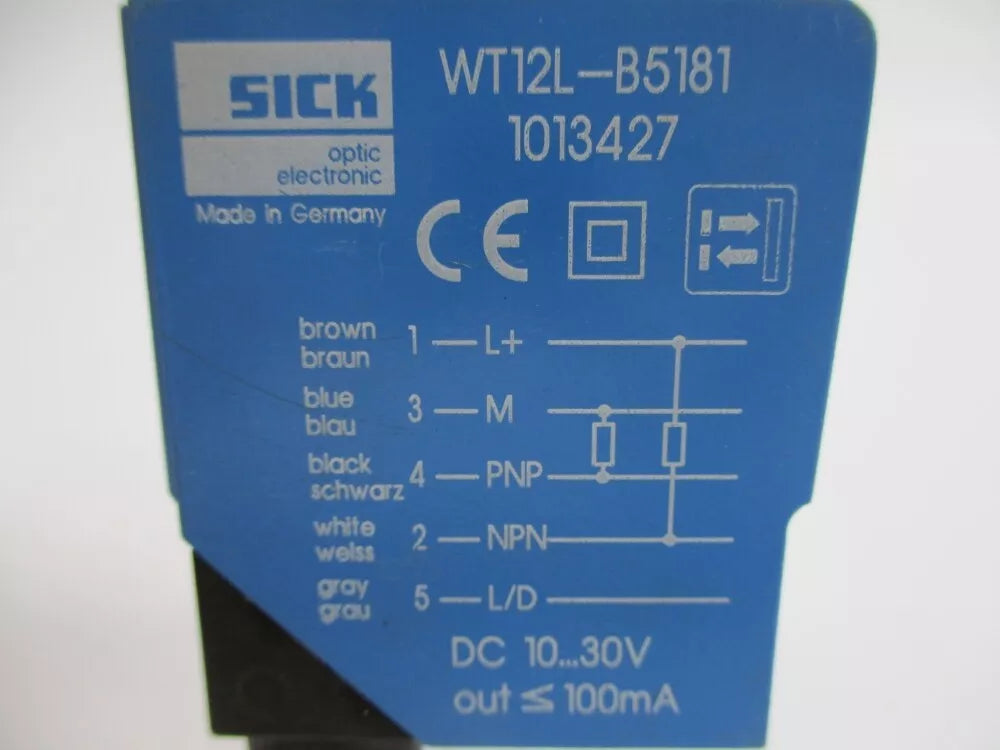 SICK
optic
electronic
Made in Germany
WT12L-B5181
1013427
CE
brown
braun
1 — L+
blue
blau
3 — M
black
schwarz
4 — PNP
white
weiss
2 — NPN
gray
grau
5 — L/D
DC 10...30V
out ≤ 100mA